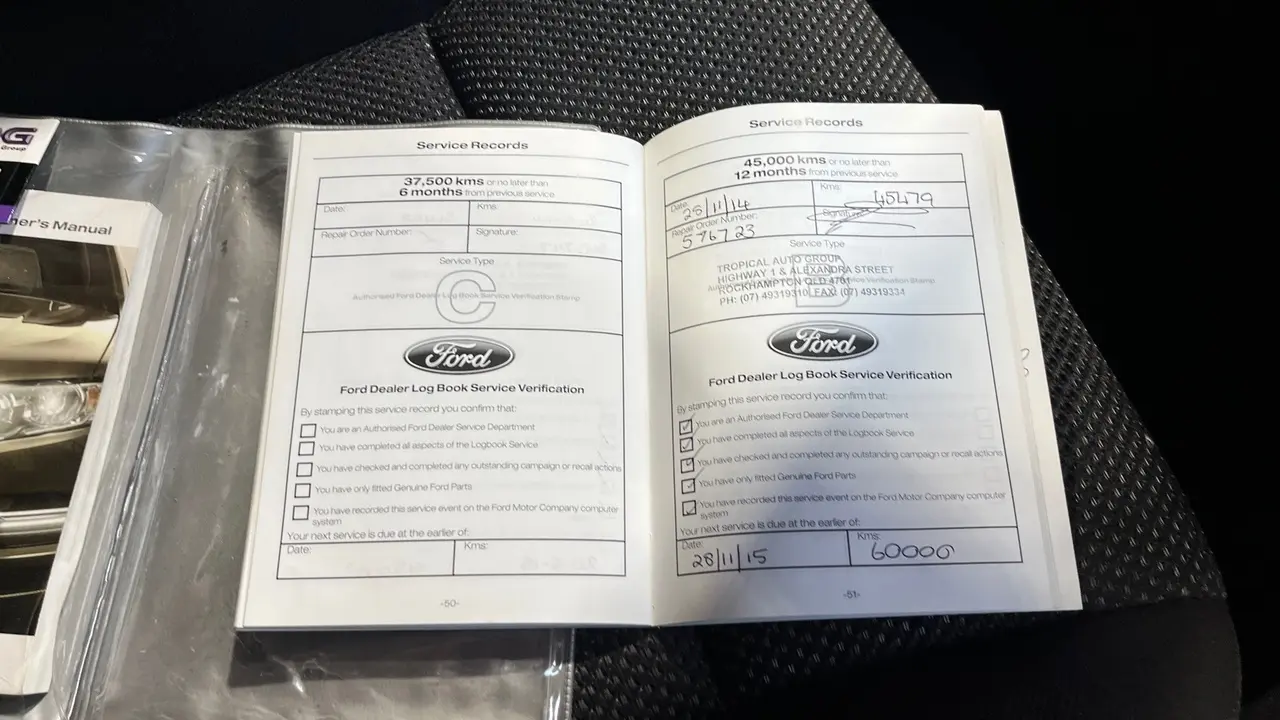 G
Group
ner's Manual
Service Records
37,500 kms or no later than
6 months from previous service
Date:
Kms:
Repair Order Number:
Signature:
Service Type
C
Authorised Ford Dealer Log Book Service Verification Stamp
Ford
Ford Dealer Log Book Service Verification
By stamping this service record you confirm that:
You are an Authorised Ford Dealer Service Department
You have completed all aspects of the Logbook Service
You have checked and completed any outstanding campaign or recall actions
You have only fitted Genuine Ford Parts
You have recorded this service event on the Ford Motor Company computer
system
Your next service is due at the earlier of:
Date:
Kms:
-50-
Service Records
45,000 kms or no later than
12 months from previous service
Date: 28/11/14
Kms: 45479
Repair Order Number: 596723
Signature:
Service Type
B
TROPICAL AUTO GROUP
HIGHWAY 1 & ALEXANDRA STREET
ROCKHAMPTON QLD 4701
PH: (07) 49319310 FAX: (07) 49319334
Ford
Ford Dealer Log Book Service Verification
By stamping this service record you confirm that:
You are an Authorised Ford Dealer Service Department
You have completed all aspects of the Logbook Service
You have checked and completed any outstanding campaign or recall actions
You have only fitted Genuine Ford Parts
You have recorded this service event on the Ford Motor Company computer
system
Your next service is due at the earlier of:
Date: 28/11/15
Kms: 60000
-51-